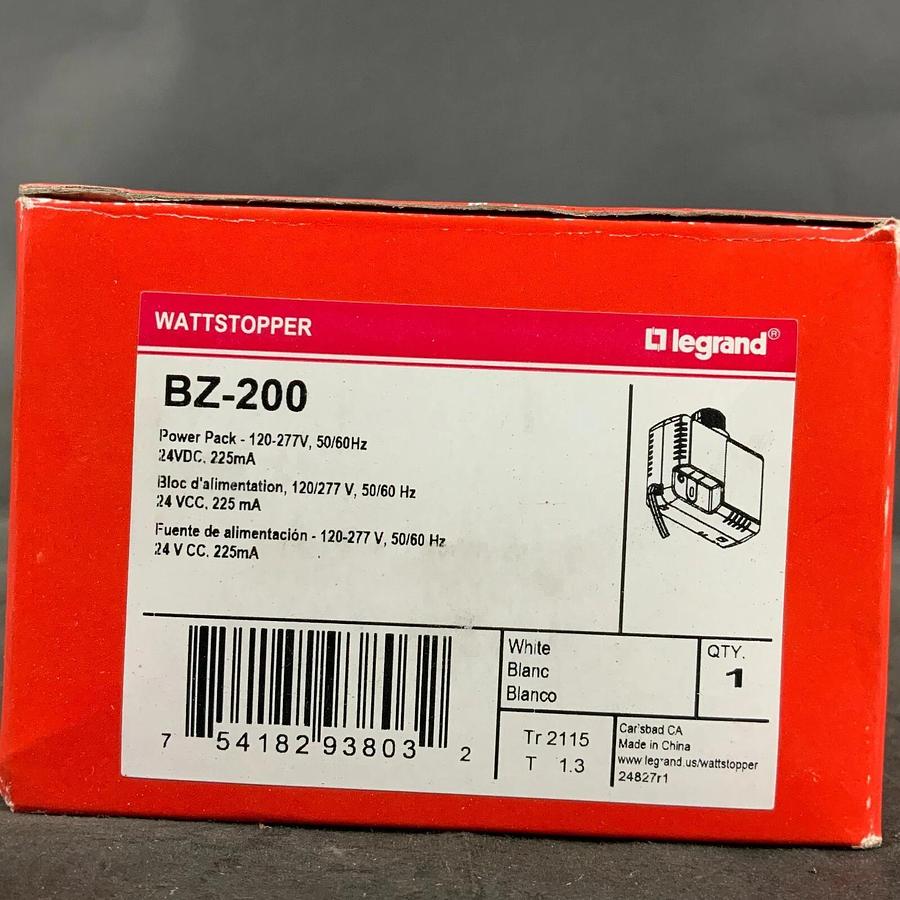 WATTSTOPPER
legrand®
BZ-200
Power Pack - 120-277V, 50/60Hz
24VDC, 225mA
Bloc d'alimentation, 120/277 V, 50/60 Hz
24 VCC, 225 mA
Fuente de alimentación - 120-277 V, 50/60 Hz
24 V CC, 225mA
White
Blanc
Blanco
QTY.
1
7 54182 93803 2
Tr 2115
T 1.3
Carlsbad CA
Made in China
www.legrand.us/wattstopper
24827r1